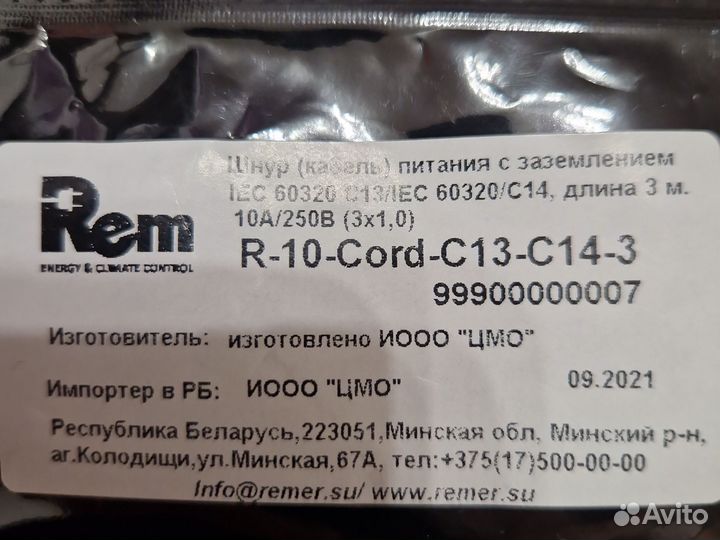 Шнур (кабель) питания с заземлением
IEC 60320 C13/IEC 60320/C14, длина 3 м.
10А/250В (3x1,0)
Rem
ENERGY & CLIMATE CONTROL
R-10-Cord-C13-C14-3
99900000007
Изготовитель: изготовлено ИООО "ЦМО"
Импортер в РБ: ИООО "ЦМО" 09.2021
Республика Беларусь,223051,Минская обл, Минский р-н,
аг.Колодищи,ул.Минская,67А, тел:+375(17)500-00-00
Info@remer.su/ www.remer.su
Avito